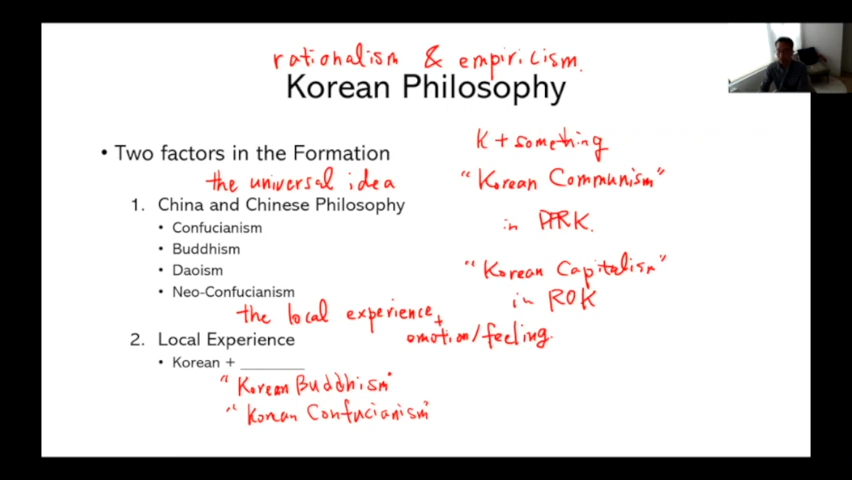 rationalism & empiricism.
Korean Philosophy
• Two factors in the Formation
the universal idea
1. China and Chinese Philosophy
• Confucianism
• Buddhism
• Daoism
• Neo-Confucianism
the local experience +
emotion/feeling.
2. Local Experience
• Korean + ________
"Korean Buddhism"
"Korean Confucianism"
K + something
"Korean Communism"
in DPRK.
"Korean Capitalism"
in ROK